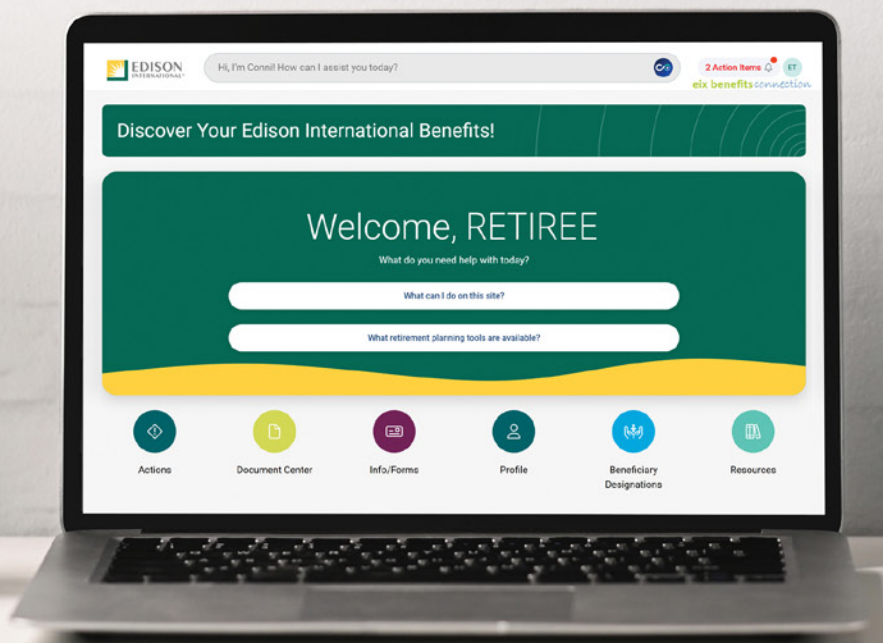 EDISON
INTERNATIONAL®
Hi, I'm Conni! How can I assist you today?
2 Action Items
ET
eix benefits connection
Discover Your Edison International Benefits!
Welcome, RETIREE
What do you need help with today?
What can I do on this site?
What retirement planning tools are available?
Actions
Document Center
Info/Forms
Profile
Beneficiary
Designations
Resources